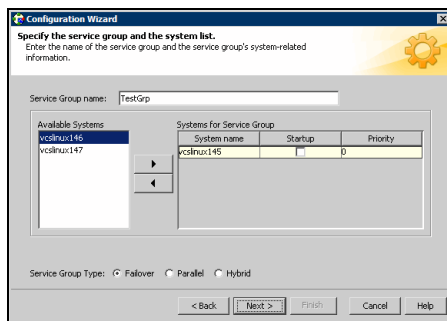 Configuration Wizard
Specify the service group and the system list.
Enter the name of the service group and the service group's system-related
information.
Service Group name: TestGrp
Available Systems
vcslinux146
vcslinux147
Systems for Service Group
System name Startup Priority
vcslinux145 0
Service Group Type: Failover Parallel Hybrid
< Back Next > Finish Cancel Help